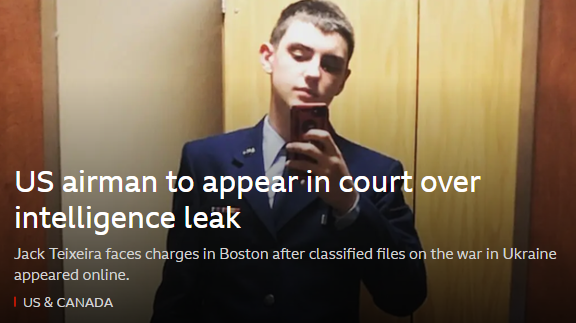 US airman to appear in court over
intelligence leak
Jack Teixeira faces charges in Boston after classified files on the war in Ukraine
appeared online.
US & CANADA